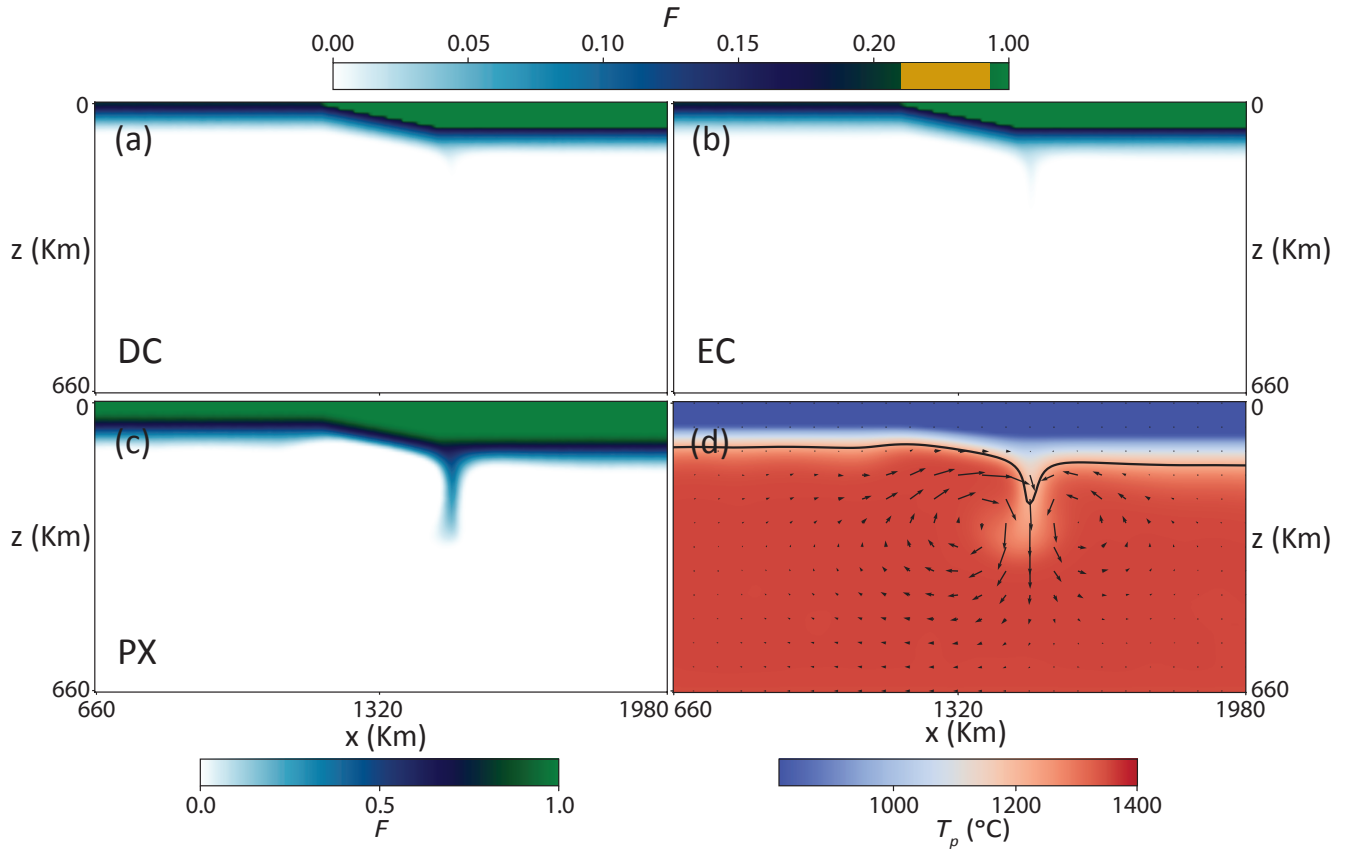 F
0.00 0.05 0.10 0.15 0.20 1.00
0 (a) (b) 0
z (Km) z (Km)
DC EC
660 660
0 (c) (d) 0
z (Km) z (Km)
PX
660 660
660 1320 1980 660 1320 1980
x (Km) x (Km)
0.0 0.5 1.0 1000 1200 1400
F T_p (°C)